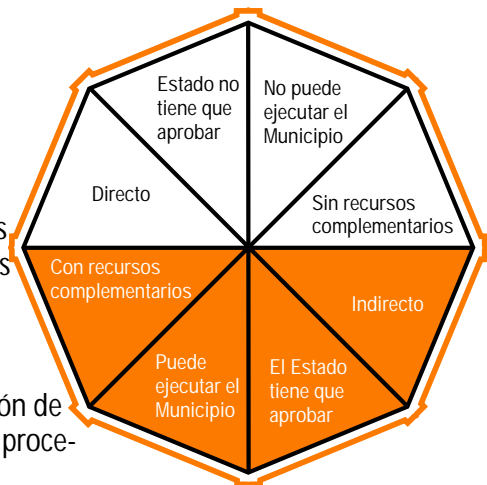 Estado no
tiene que
aprobar
No puede
ejecutar el
Municipio
Directo
Sin recursos
complementarios
Con recursos
complementarios
Indirecto
Puede
ejecutar el
Municipio
El Estado
tiene que
aprobar
s
s
ón de
proce-